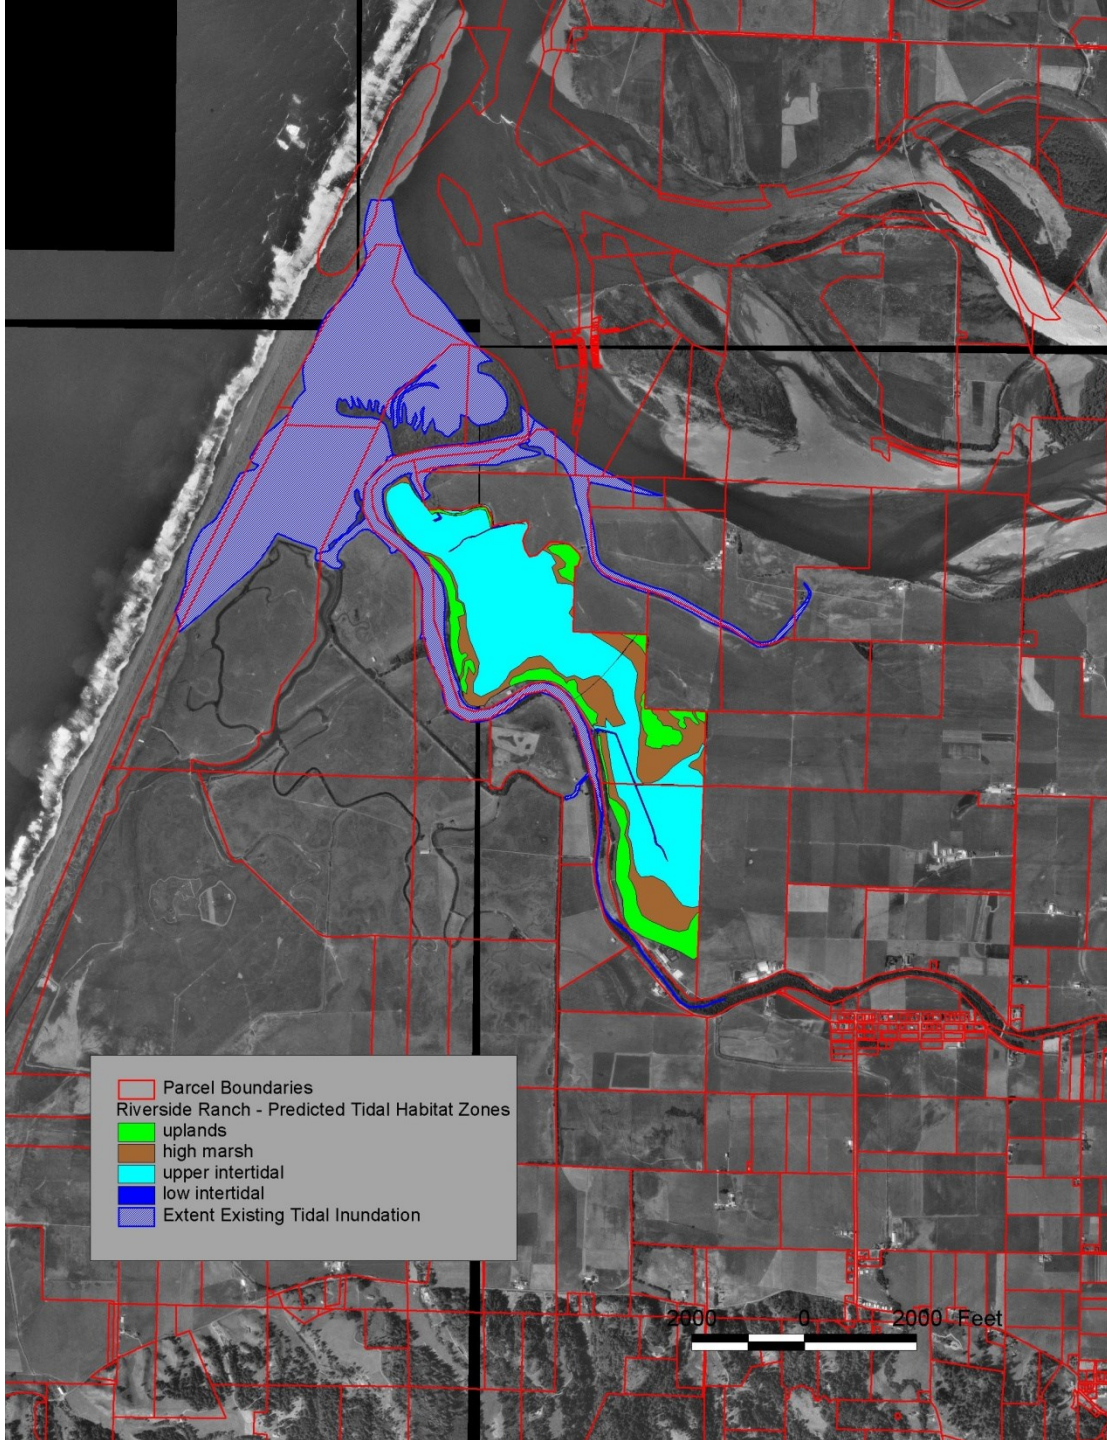 Parcel Boundaries
Riverside Ranch - Predicted Tidal Habitat Zones
uplands
high marsh
upper intertidal
low intertidal
Extent Existing Tidal Inundation
2000 0 2000 Feet